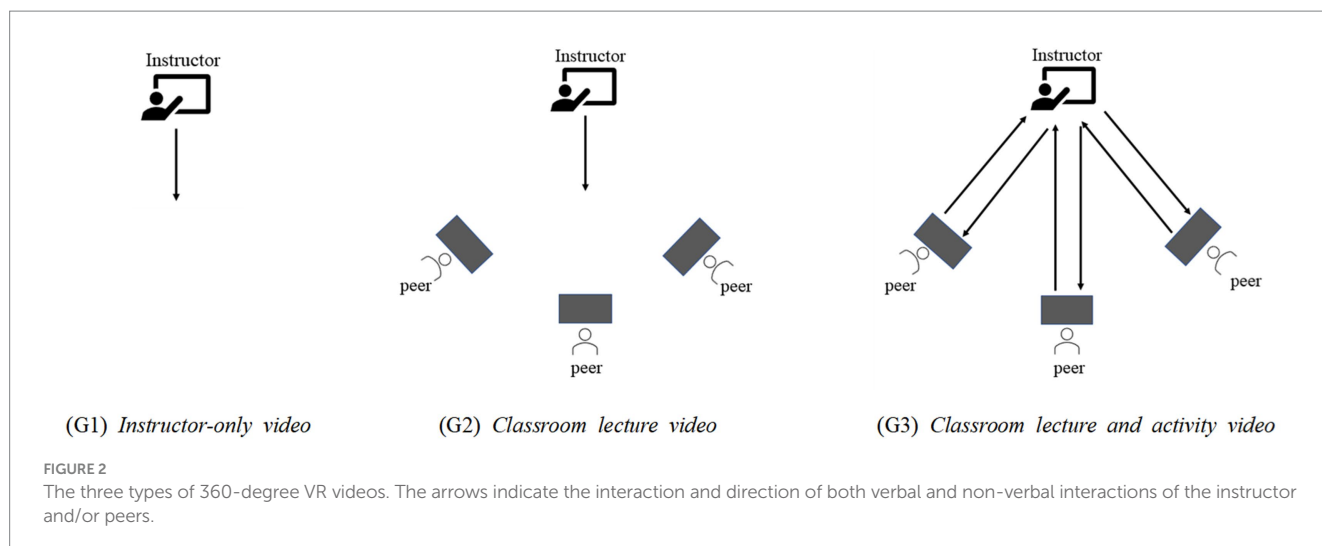 Instructor
Instructor
Instructor
peer
peer
peer
peer
peer
peer
(G1) Instructor-only video
(G2) Classroom lecture video
(G3) Classroom lecture and activity video
FIGURE 2
The three types of 360-degree VR videos. The arrows indicate the interaction and direction of both verbal and non-verbal interactions of the instructor
and/or peers.